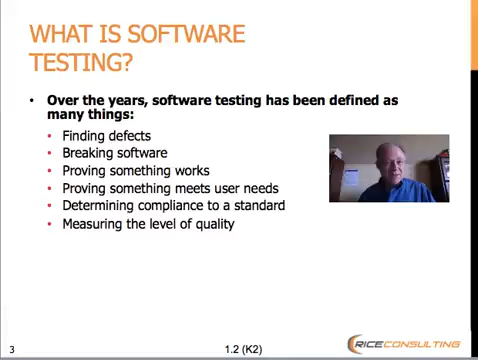 WHAT IS SOFTWARE
TESTING?
• Over the years, software testing has been defined as
many things:
• Finding defects
• Breaking software
• Proving something works
• Proving something meets user needs
• Determining compliance to a standard
• Measuring the level of quality
3
1.2 (K2)
RICECONSULTING